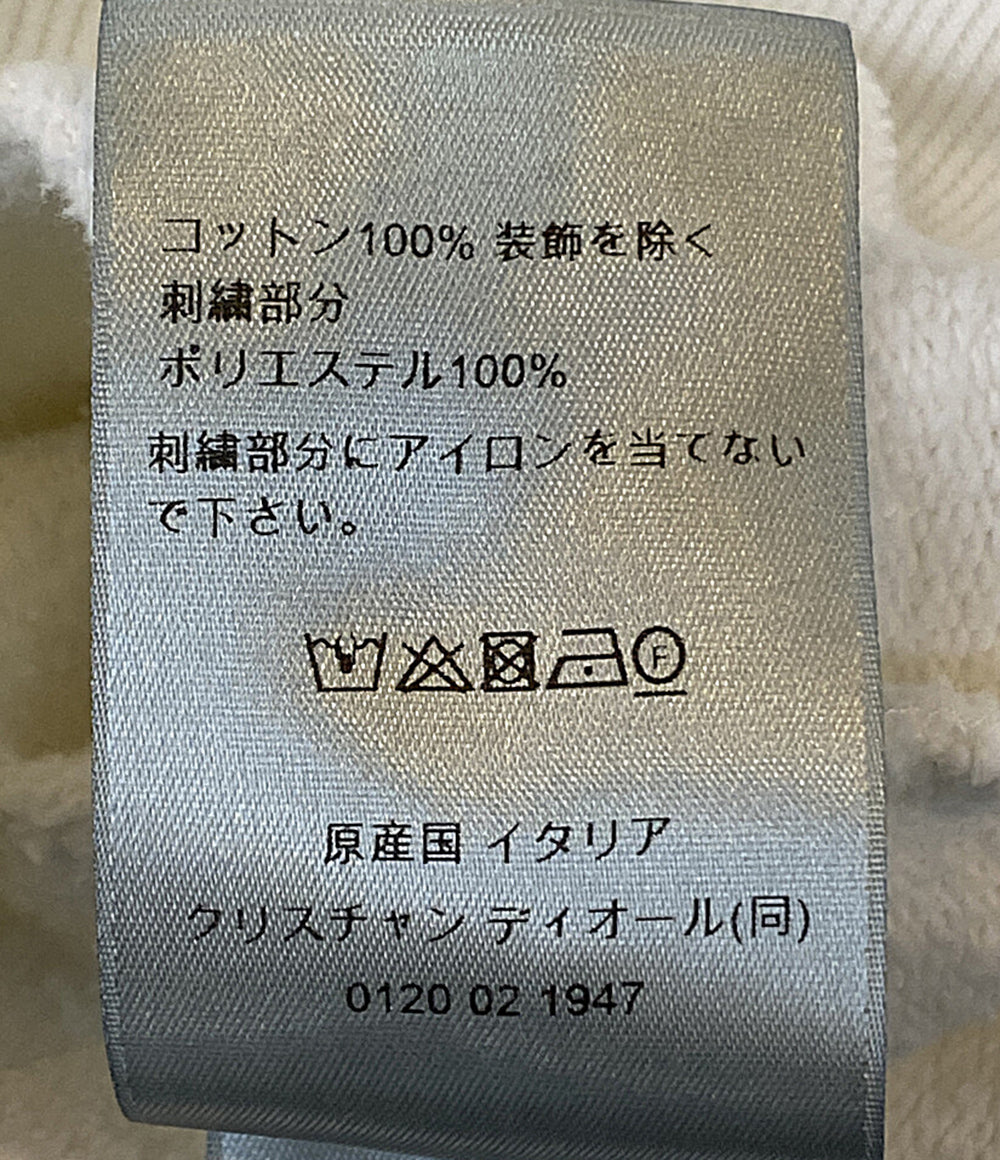 コットン100% 装飾を除く
刺繍部分
ポリエステル100%
刺繍部分にアイロンを当てない
で下さい。
F
原産国 イタリア
クリスチャン ディオール(同)
0120 02 1947